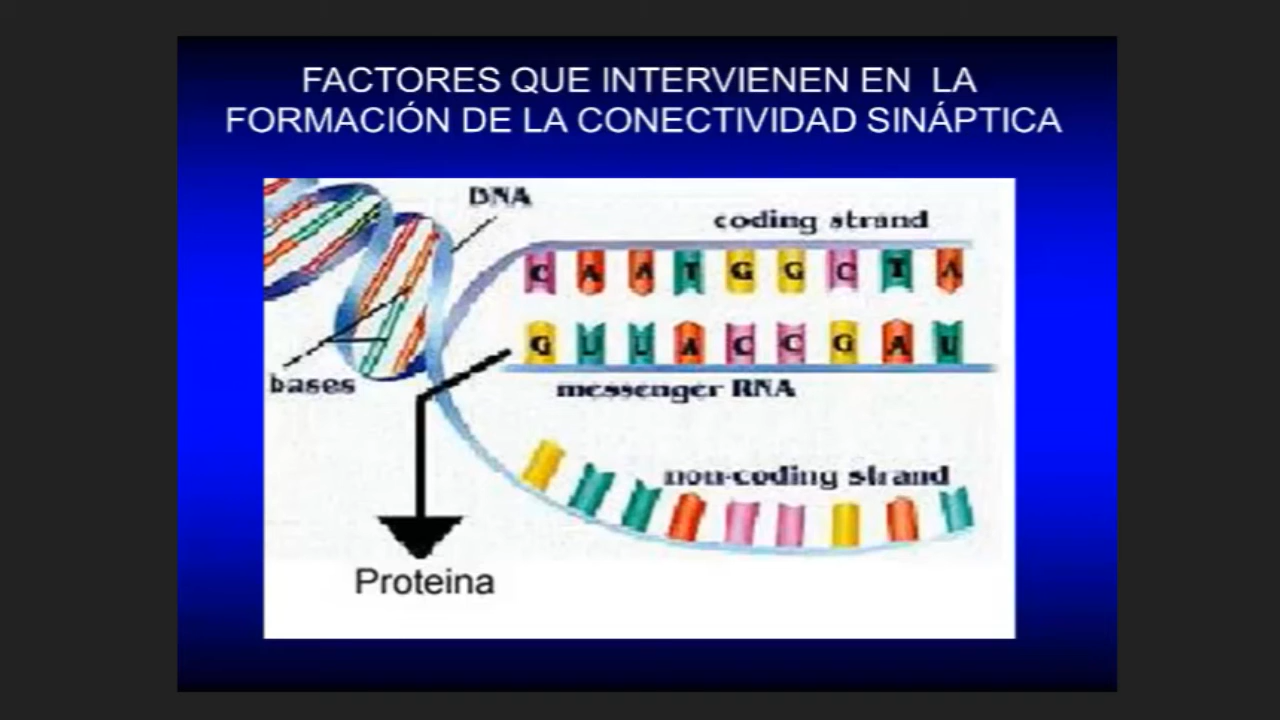 FACTORES QUE INTERVIENEN EN LA
FORMACIÓN DE LA CONECTIVIDAD SINÁPTICA
DNA
coding strand
C A A T G G C T A
G U U A C C G A U
bases
messenger RNA
non-coding strand
Proteina